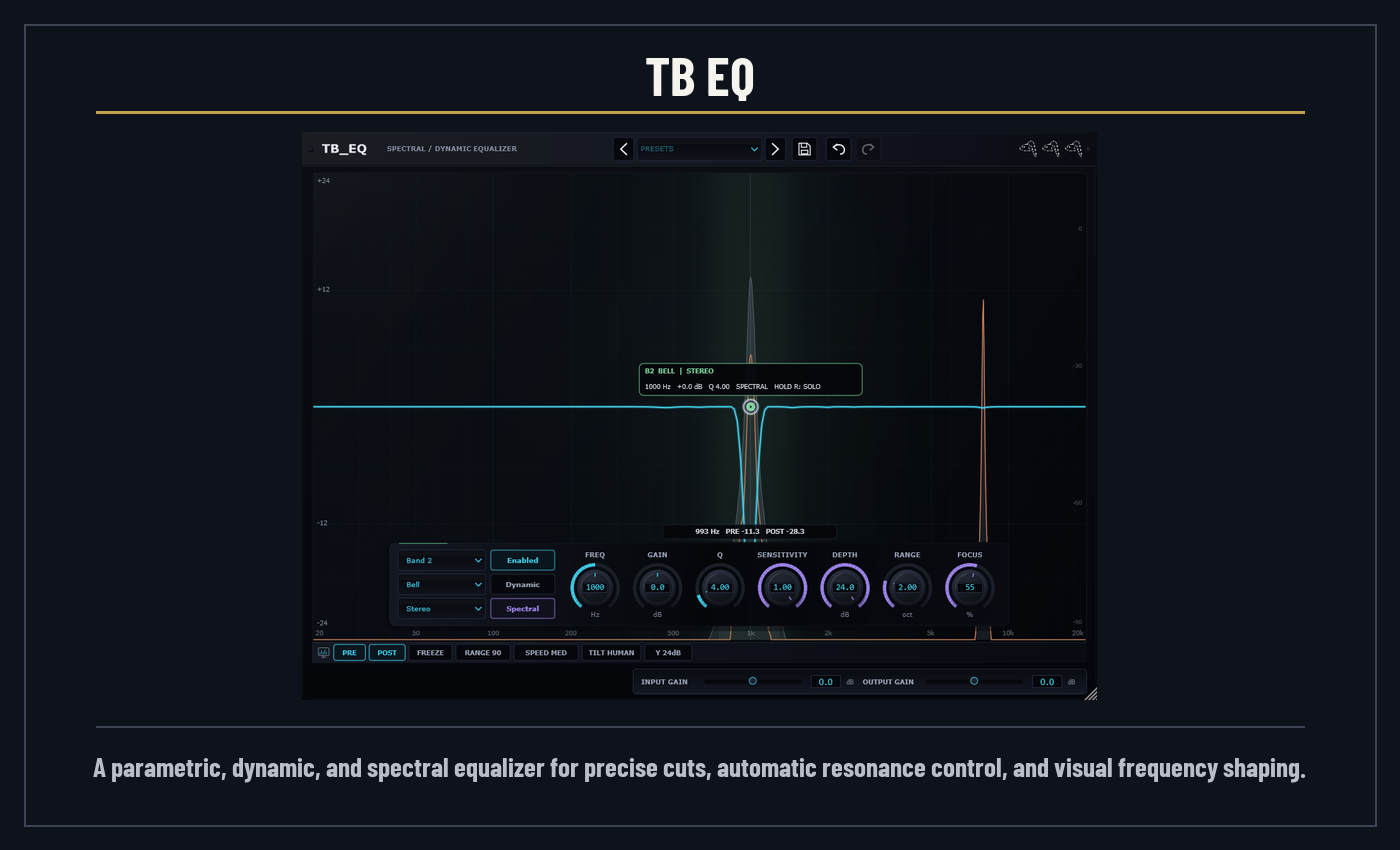 TB EQ
TB_EQ SPECTRAL / DYNAMIC EQUALIZER PRESETS
+24
0
+12
-30
B2 BELL | STEREO
1000 Hz +0.0 dB Q 4.00 SPECTRAL HOLD R: SOLO
-60
-12
993 Hz PRE -11.3 POST -28.3
FREQ GAIN Q SENSITIVITY DEPTH RANGE FOCUS
Band 2 Enabled
Bell Dynamic 1000 0.0 4.00 1.00 24.0 2.00 55
Stereo Spectral
Hz dB dB oct %
-24 -90
20 50 100 200 500 1k 2k 5k 10k 20k
PRE POST FREEZE RANGE 90 SPEED MED TILT HUMAN Y 24dB
INPUT GAIN 0.0 dB OUTPUT GAIN 0.0 dB
A parametric, dynamic, and spectral equalizer for precise cuts, automatic resonance control, and visual frequency shaping.